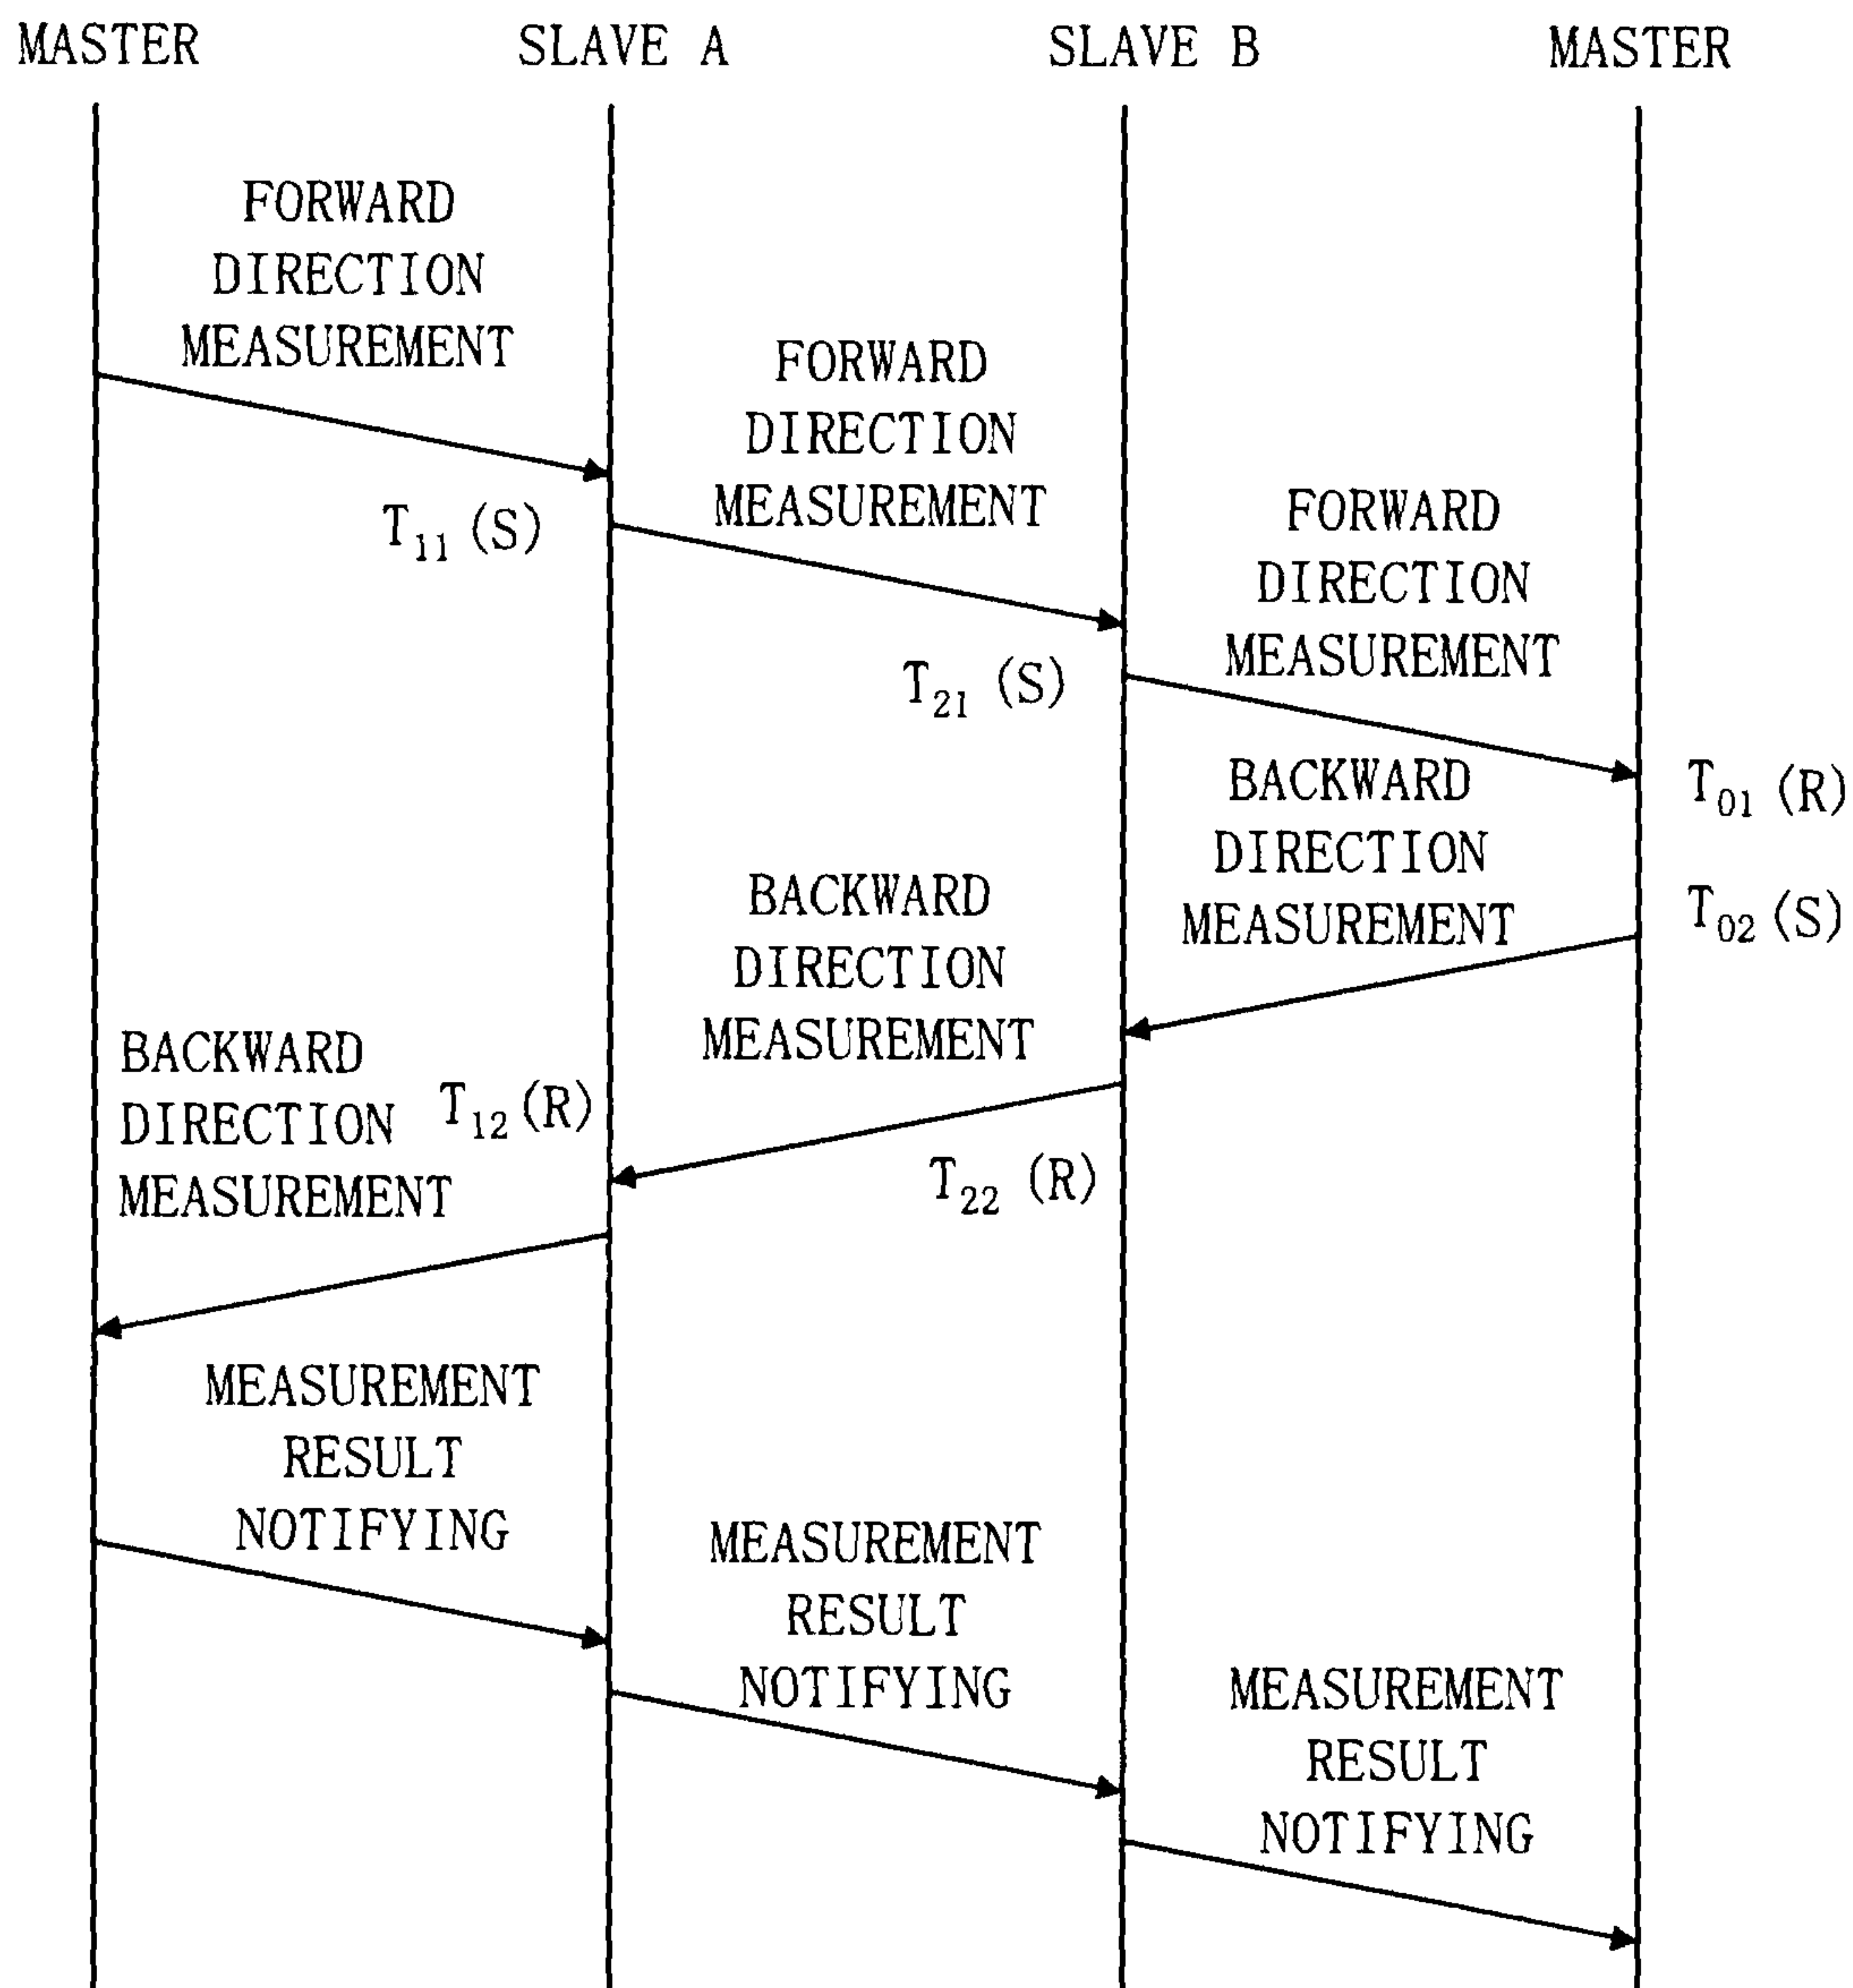 MASTER SLAVE A SLAVE B MASTER
FORWARD
DIRECTION
MEASUREMENT
FORWARD
DIRECTION
MEASUREMENT
T11 (S)
FORWARD
DIRECTION
MEASUREMENT
T21 (S)
T01 (R)
BACKWARD
DIRECTION
MEASUREMENT
T02 (S)
BACKWARD
DIRECTION
MEASUREMENT
BACKWARD
DIRECTION
MEASUREMENT
T12 (R)
T22 (R)
MEASUREMENT
RESULT
NOTIFYING
MEASUREMENT
RESULT
NOTIFYING
MEASUREMENT
RESULT
NOTIFYING